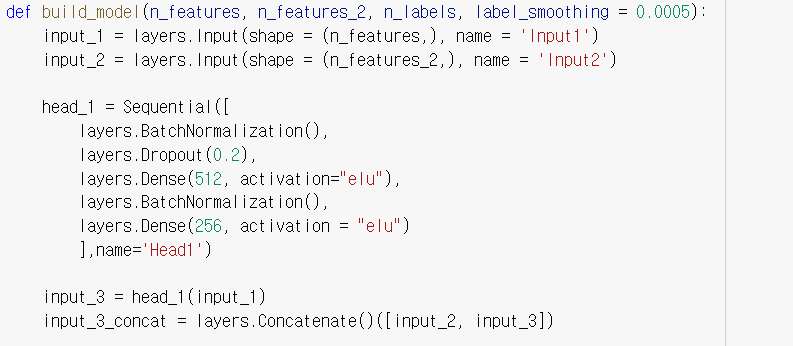 def build_model(n_features, n_features_2, n_labels, label_smoothing = 0.0005):
    input_1 = layers.Input(shape = (n_features,), name = 'Input1')
    input_2 = layers.Input(shape = (n_features_2,), name = 'Input2')

    head_1 = Sequential([
        layers.BatchNormalization(),
        layers.Dropout(0.2),
        layers.Dense(512, activation="elu"),
        layers.BatchNormalization(),
        layers.Dense(256, activation = "elu")
        ],name='Head1')

    input_3 = head_1(input_1)
    input_3_concat = layers.Concatenate()([input_2, input_3])